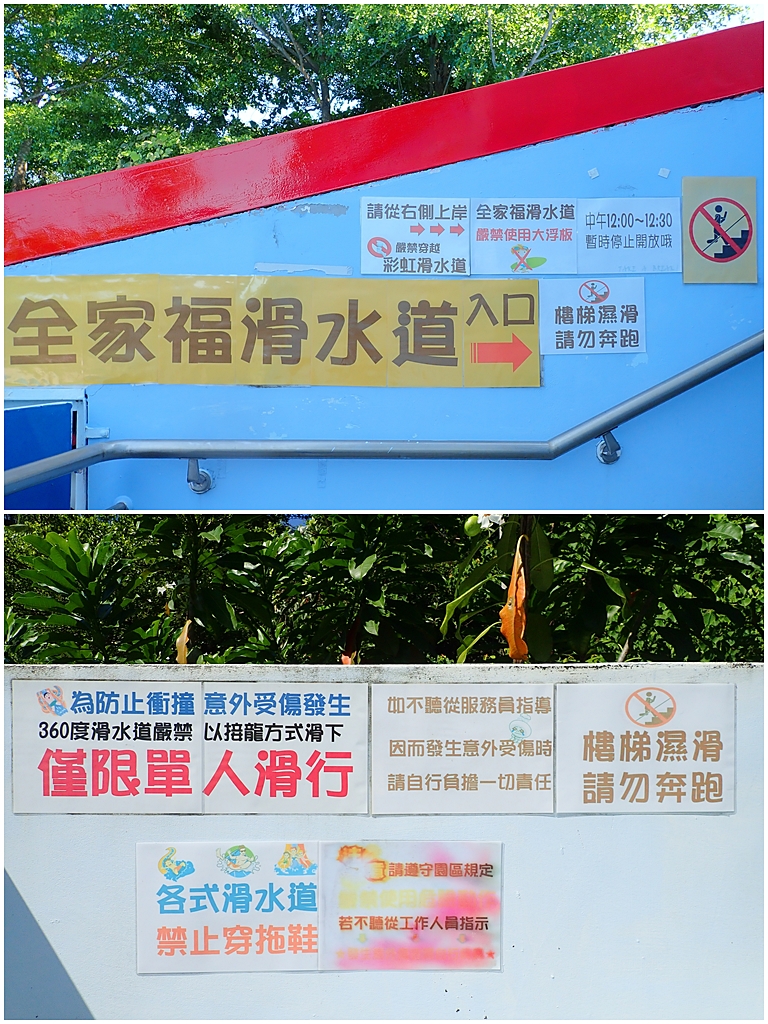 請從右側上岸
嚴禁穿越
彩虹滑水道
全家福滑水道
嚴禁使用大浮板
中午12:00~12:30
暫時停止開放哦
全家福滑水道 入口
樓梯濕滑
請勿奔跑
為防止衝撞 意外受傷發生
360度滑水道嚴禁 以接龍方式滑下
僅限單人滑行
如不聽從服務員指導
因而發生意外受傷時
請自行負擔一切責任
樓梯濕滑
請勿奔跑
各式滑水道
禁止穿拖鞋
請遵守園區規定
若不聽從工作人員指示